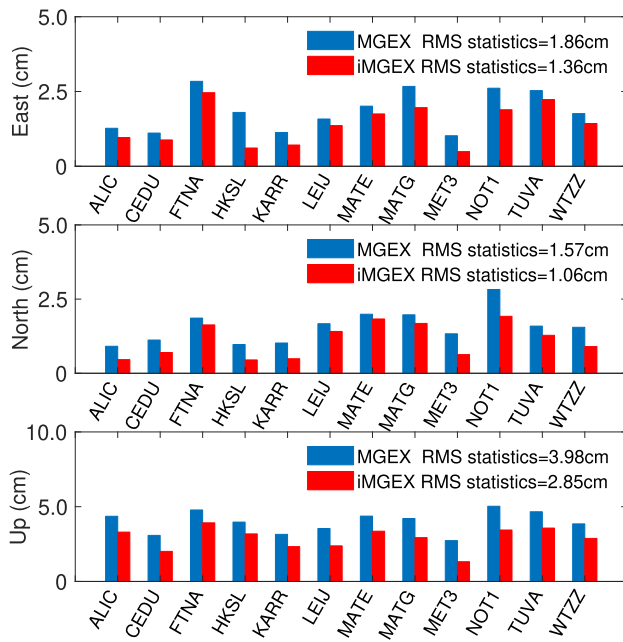 5.0
MGEX RMS statistics=1.86cm
iMGEX RMS statistics=1.36cm
East (cm)
2.5
0
ALIC CEDU FTNA HKSL KARR LEIJ MATE MATG MET3 NOT1 TUVA WTZZ
5.0
MGEX RMS statistics=1.57cm
iMGEX RMS statistics=1.06cm
North (cm)
2.5
0
ALIC CEDU FTNA HKSL KARR LEIJ MATE MATG MET3 NOT1 TUVA WTZZ
10.0
MGEX RMS statistics=3.98cm
iMGEX RMS statistics=2.85cm
Up (cm)
5.0
0
ALIC CEDU FTNA HKSL KARR LEIJ MATE MATG MET3 NOT1 TUVA WTZZ